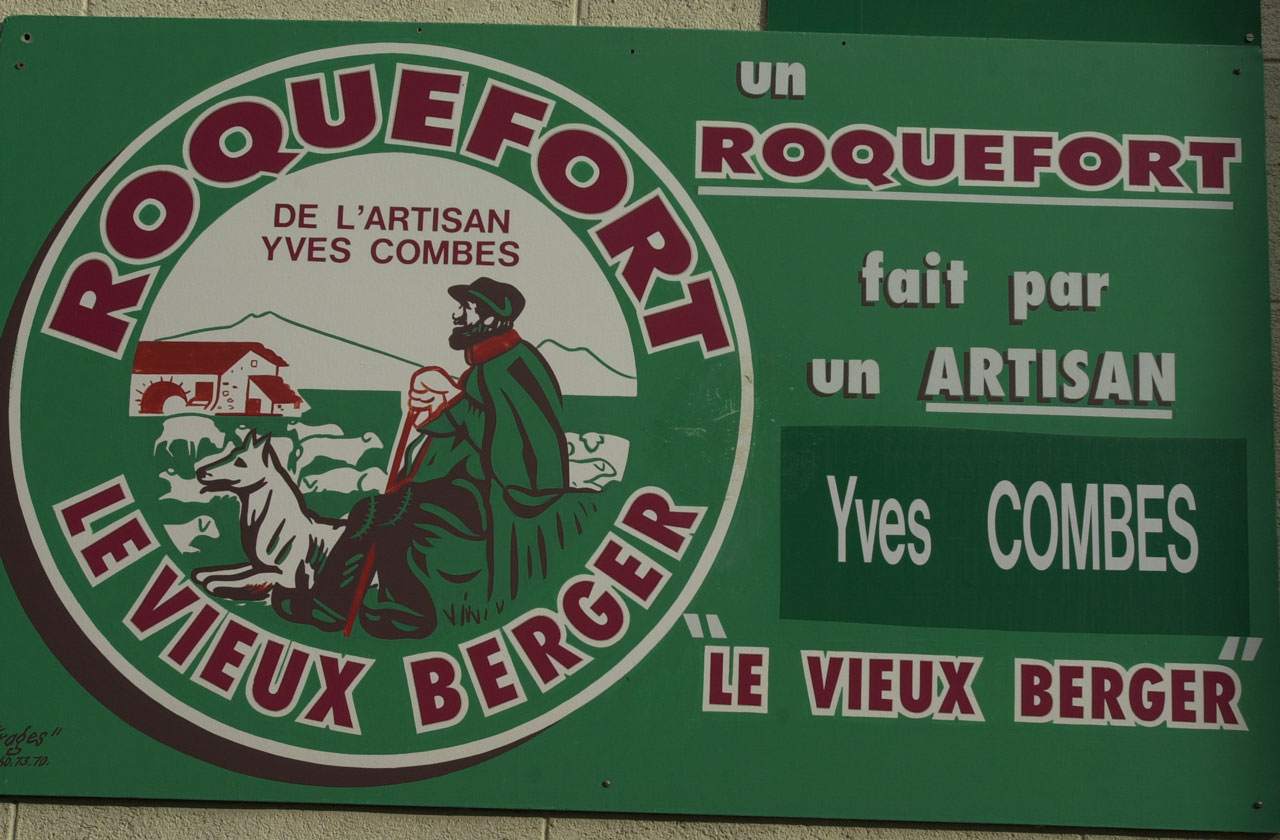 ROQUEFORT
DE L'ARTISAN
YVES COMBES
LE VIEUX BERGER
un
ROQUEFORT
fait par
un ARTISAN
Yves COMBES
"LE VIEUX BERGER"